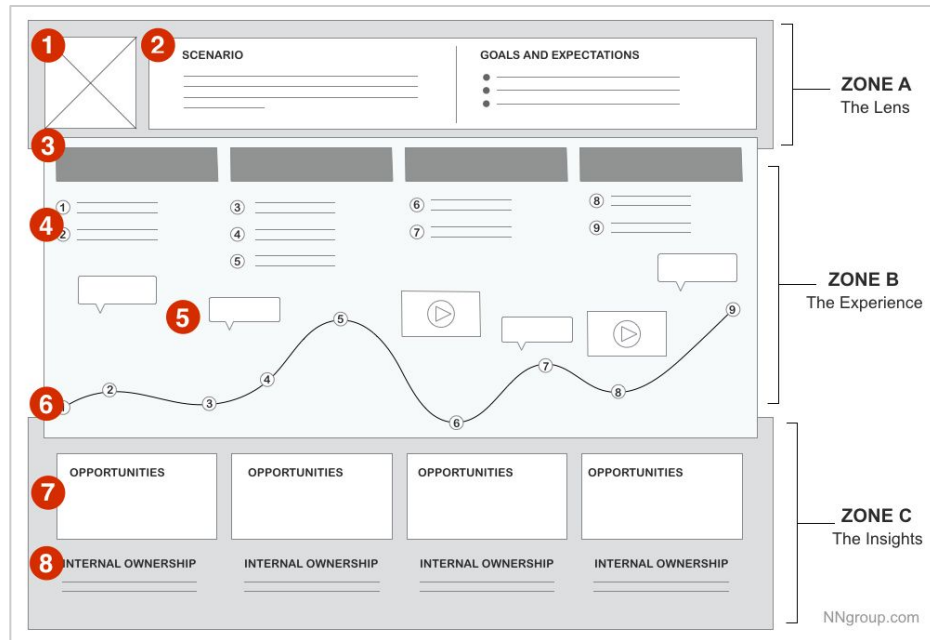 1
2
SCENARIO
GOALS AND EXPECTATIONS
ZONE A
The Lens
3
4
1
2
3
4
5
6
7
8
9
5
ZONE B
The Experience
6
1
2
3
4
5
6
7
8
9
7
OPPORTUNITIES
OPPORTUNITIES
OPPORTUNITIES
OPPORTUNITIES
ZONE C
The Insights
8
INTERNAL OWNERSHIP
INTERNAL OWNERSHIP
INTERNAL OWNERSHIP
INTERNAL OWNERSHIP
NNgroup.com